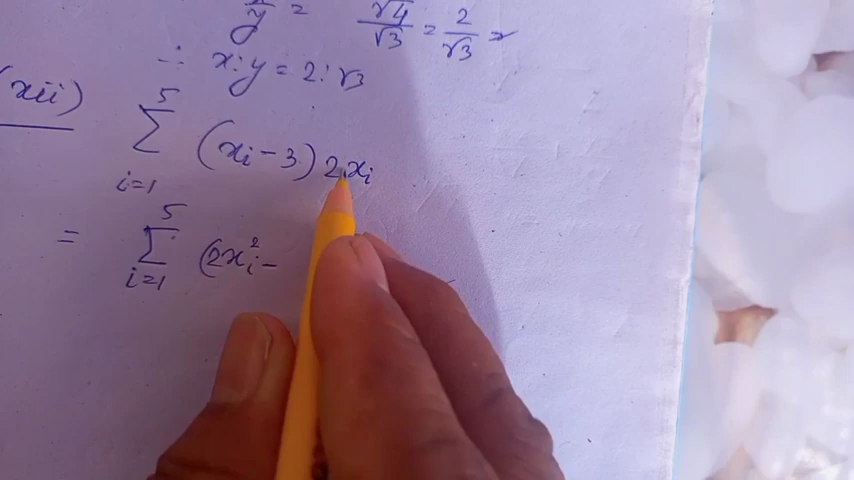 x/y = √4/√3 = 2/√3
∴ x:y = 2:√3
(xii) 5∑i=1 (xᵢ - 3) 2xᵢ
= 5∑i=1 (2xᵢ² -